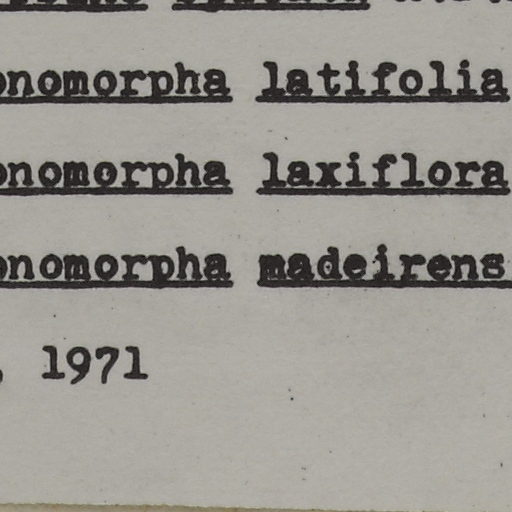 onomorpha latifolia
onomorpha laxiflora
onomorpha madeirens
, 1971